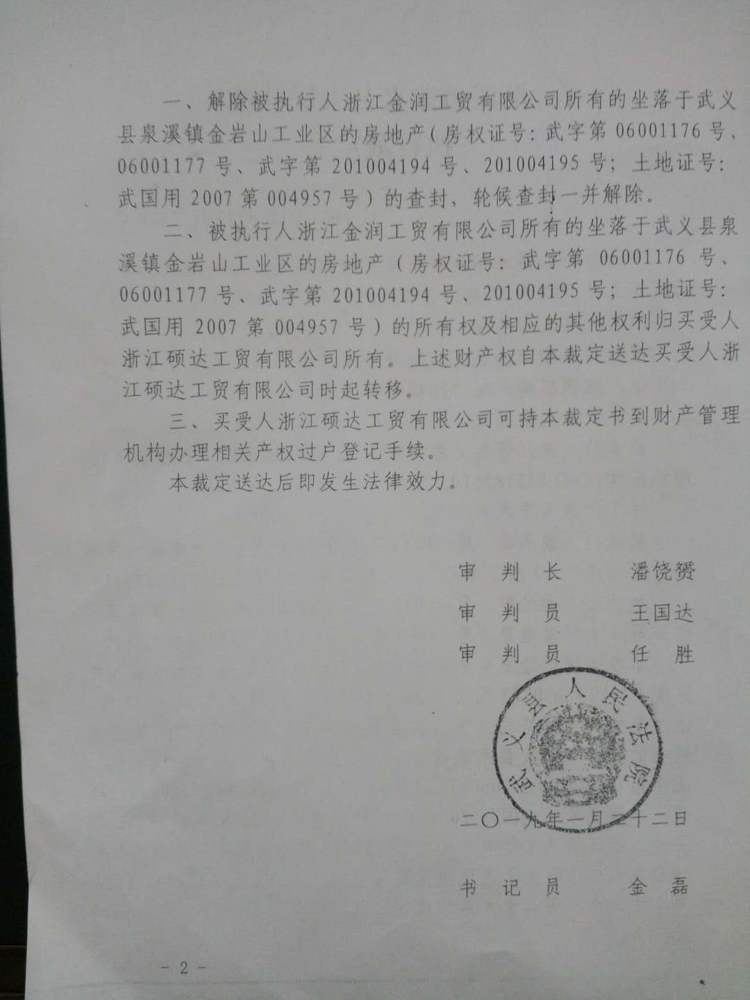 一、解除被执行人浙江金润工贸有限公司所有的坐落于武义
县泉溪镇金岩山工业区的房地产(房权证号: 武字第 06001176 号、
06001177 号、武字第 201004194 号、201004195 号; 土地证号:
武国用 2007 第 004957 号)的查封, 轮候查封一并解除。
二、被执行人浙江金润工贸有限公司所有的坐落于武义县泉
溪镇金岩山工业区的房地产(房权证号: 武字第 06001176 号、
06001177 号、武字第 201004194 号、201004195 号; 土地证号:
武国用 2007 第 004957 号)的所有权及相应的其他权利归买受人
浙江硕达工贸有限公司所有。上述财产权自本裁定送达买受人浙
江硕达工贸有限公司时起转移。
三、买受人浙江硕达工贸有限公司可持本裁定书到财产管理
机构办理相关产权过户登记手续。
本裁定送达后即发生法律效力。
审 判 长 潘饶赟
审 判 员 王国达
审 判 员 任 胜
武义县人民法院
二〇一九年一月二十二日
书 记 员 金 磊
- 2 -